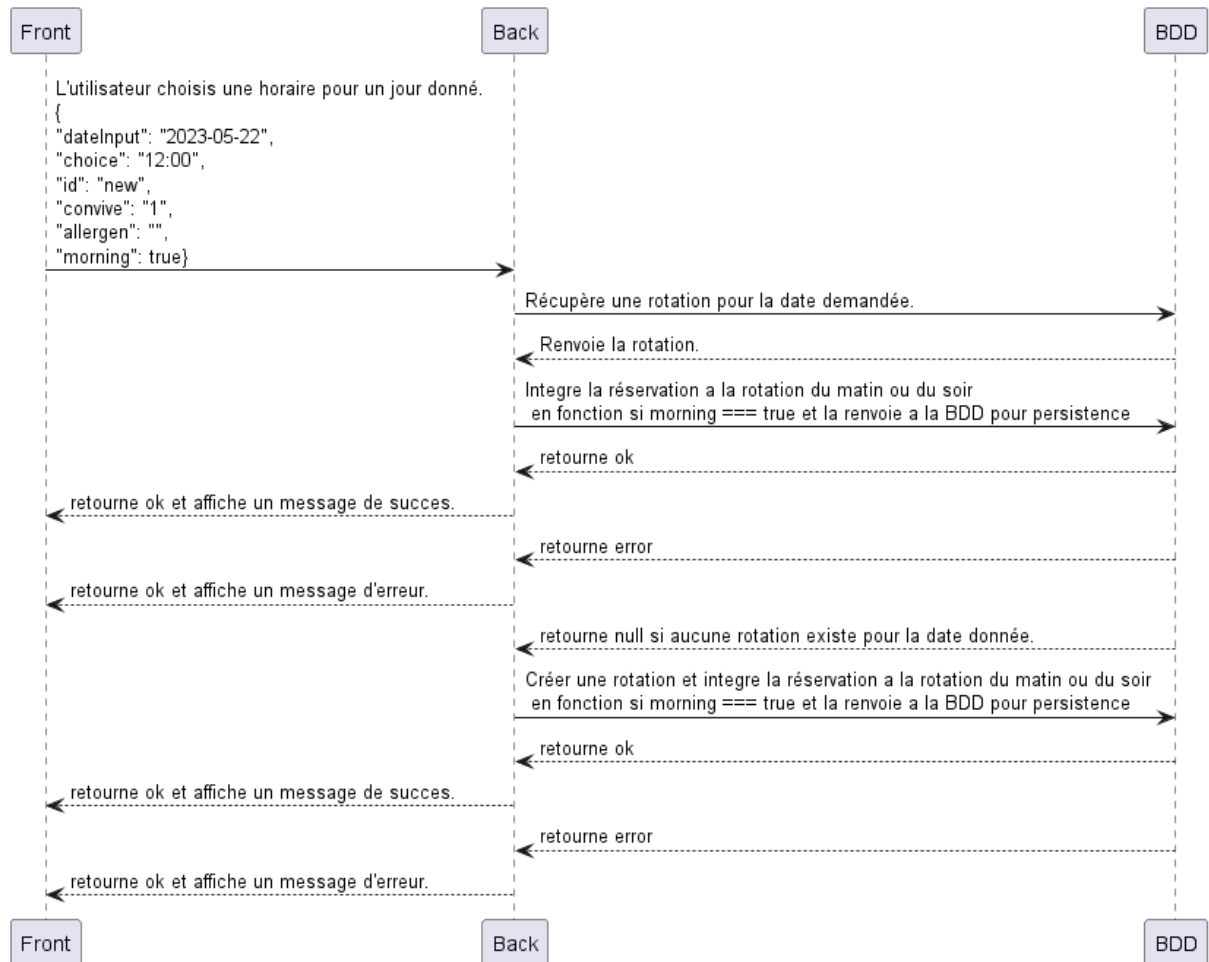 Front Back BDD
L'utilisateur choisis une horaire pour un jour donné.
{
"dateInput": "2023-05-22",
"choice": "12:00",
"id": "new",
"convive": "1",
"allergen": "",
"morning": true}
Récupère une rotation pour la date demandée.
Renvoie la rotation.
Integre la réservation a la rotation du matin ou du soir
en fonction si morning === true et la renvoie a la BDD pour persistence
retourne ok
retourne ok et affiche un message de succes.
retourne error
retourne ok et affiche un message d'erreur.
retourne null si aucune rotation existe pour la date donnée.
Créer une rotation et integre la réservation a la rotation du matin ou du soir
en fonction si morning === true et la renvoie a la BDD pour persistence
retourne ok
retourne ok et affiche un message de succes.
retourne error
retourne ok et affiche un message d'erreur.
Front Back BDD